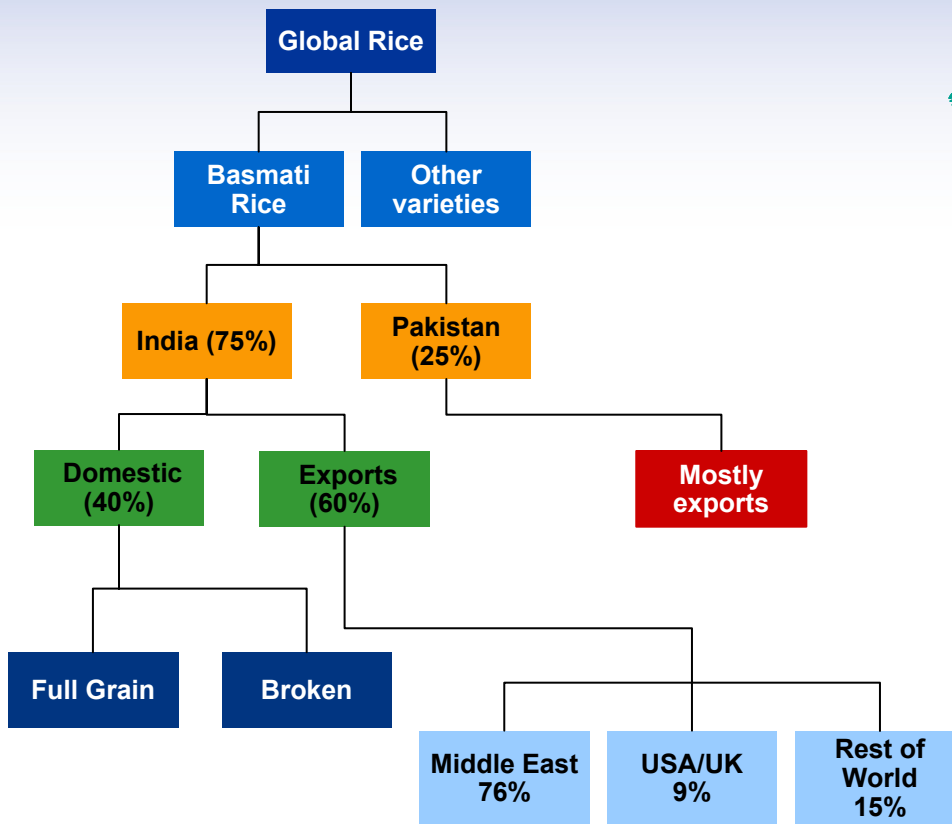 Global Rice
Basmati
Rice
Other
varieties
India (75%)
Pakistan
(25%)
Domestic
(40%)
Exports
(60%)
Mostly
exports
Full Grain
Broken
Middle East
76%
USA/UK
9%
Rest of
World
15%